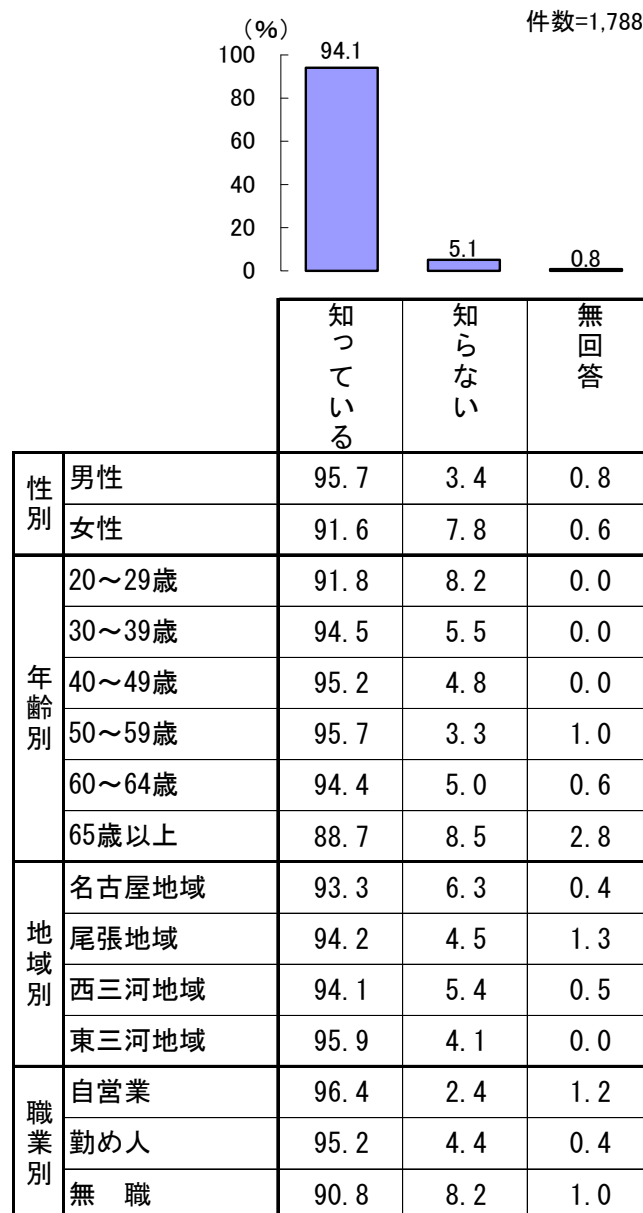 件数=1,788
(%)
100
80
60
40
20
0
94.1
5.1
0.8
知っている
知らない
無回答
性別
男性 95.7 3.4 0.8
女性 91.6 7.8 0.6
年齢別
20～29歳 91.8 8.2 0.0
30～39歳 94.5 5.5 0.0
40～49歳 95.2 4.8 0.0
50～59歳 95.7 3.3 1.0
60～64歳 94.4 5.0 0.6
65歳以上 88.7 8.5 2.8
地域別
名古屋地域 93.3 6.3 0.4
尾張地域 94.2 4.5 1.3
西三河地域 94.1 5.4 0.5
東三河地域 95.9 4.1 0.0
職業別
自営業 96.4 2.4 1.2
勤め人 95.2 4.4 0.4
無　職 90.8 8.2 1.0